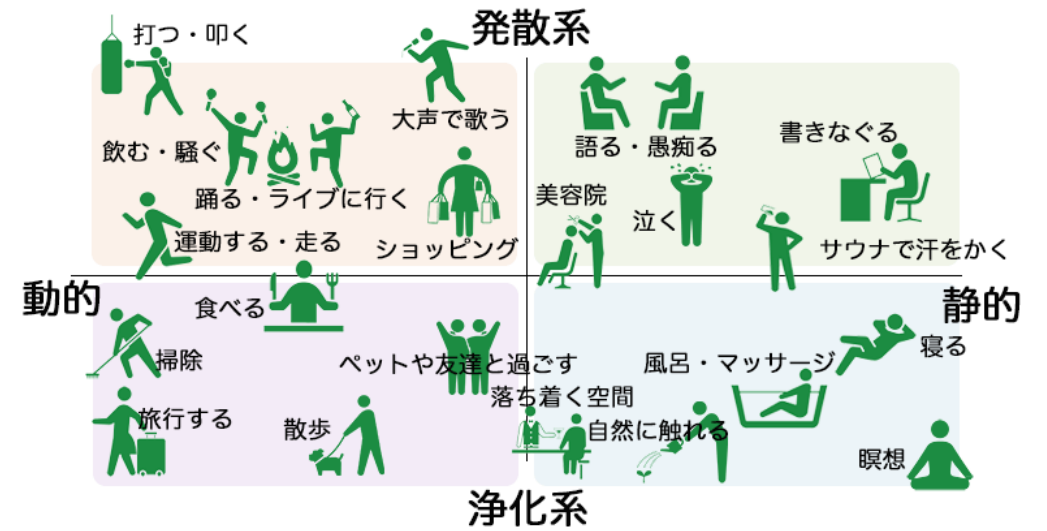 発散系
打つ・叩く
大声で歌う
飲む・騒ぐ
踊る・ライブに行く
運動する・走る
ショッピング
語る・愚痴る
書きなぐる
美容院
泣く
サウナで汗をかく
動的
静的
食べる
掃除
ペットや友達と過ごす
旅行する
散歩
風呂・マッサージ
寝る
落ち着く空間
自然に触れる
瞑想
浄化系